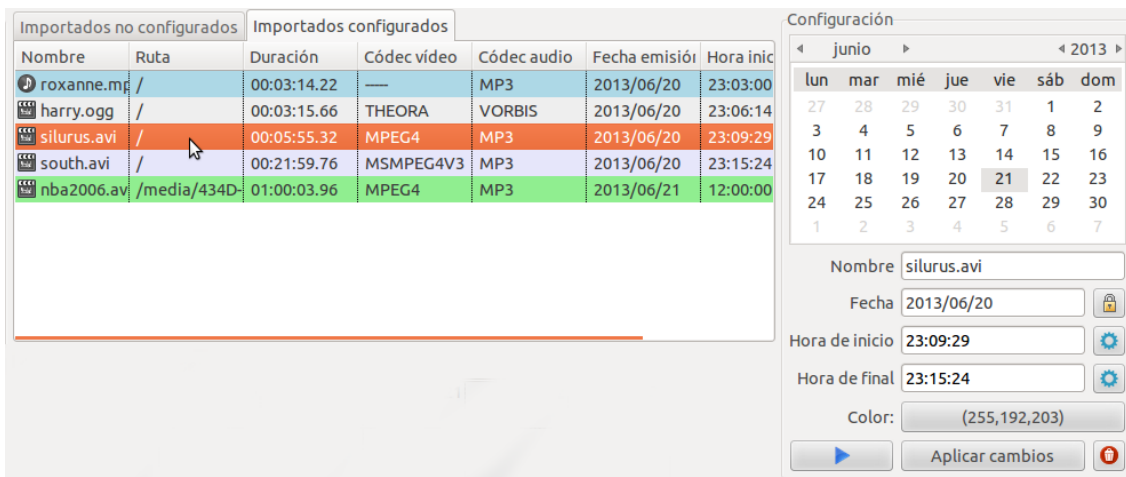 Importados no configurados Importados configurados
Nombre Ruta Duración Códec vídeo Códec audio Fecha emisión Hora inic
roxanne.mp / 00:03:14.22 ---- MP3 2013/06/20 23:03:00
harry.ogg / 00:03:15.66 THEORA VORBIS 2013/06/20 23:06:14
silurus.avi / 00:05:55.32 MPEG4 MP3 2013/06/20 23:09:29
south.avi / 00:21:59.76 MSMPEG4V3 MP3 2013/06/20 23:15:24
nba2006.av /media/434D- 01:00:03.96 MPEG4 MP3 2013/06/21 12:00:00
Configuración
junio 2013
lun mar mié jue vie sáb dom
27 28 29 30 31 1 2
3 4 5 6 7 8 9
10 11 12 13 14 15 16
17 18 19 20 21 22 23
24 25 26 27 28 29 30
1 2 3 4 5 6 7
Nombre silurus.avi
Fecha 2013/06/20
Hora de inicio 23:09:29
Hora de final 23:15:24
Color: (255,192,203)
Aplicar cambios